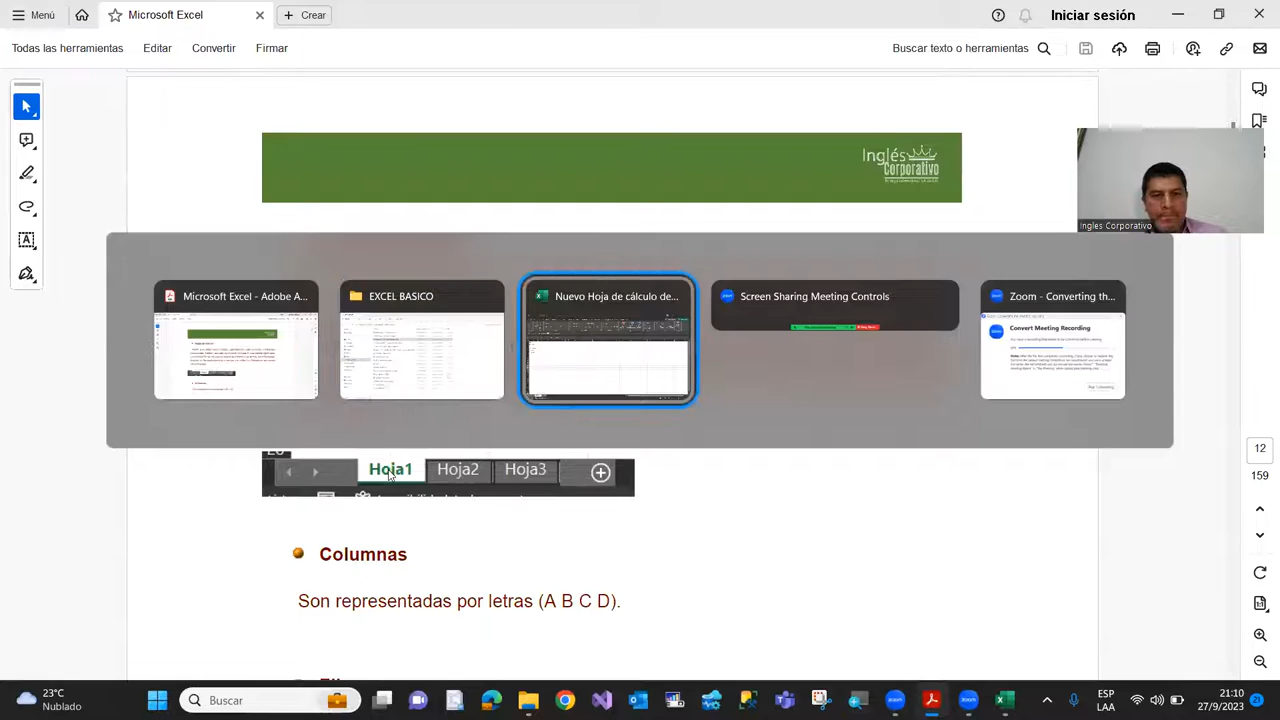 Menú
Microsoft Excel
Crear
Iniciar sesión
Todas las herramientas
Editar
Convertir
Firmar
Buscar texto o herramientas
Inglés
Corporativo
Ingles Corporativo
Microsoft Excel - Adobe A...
EXCEL BASICO
Nuevo Hoja de cálculo de...
Screen Sharing Meeting Controls
Zoom - Converting th...
Convert Meeting Recording
Hoja1
Hoja2
Hoja3
12
159
Columnas
Son representadas por letras (A B C D).
23°C
Nublado
Buscar
ESP
LAA
21:10
27/9/2023